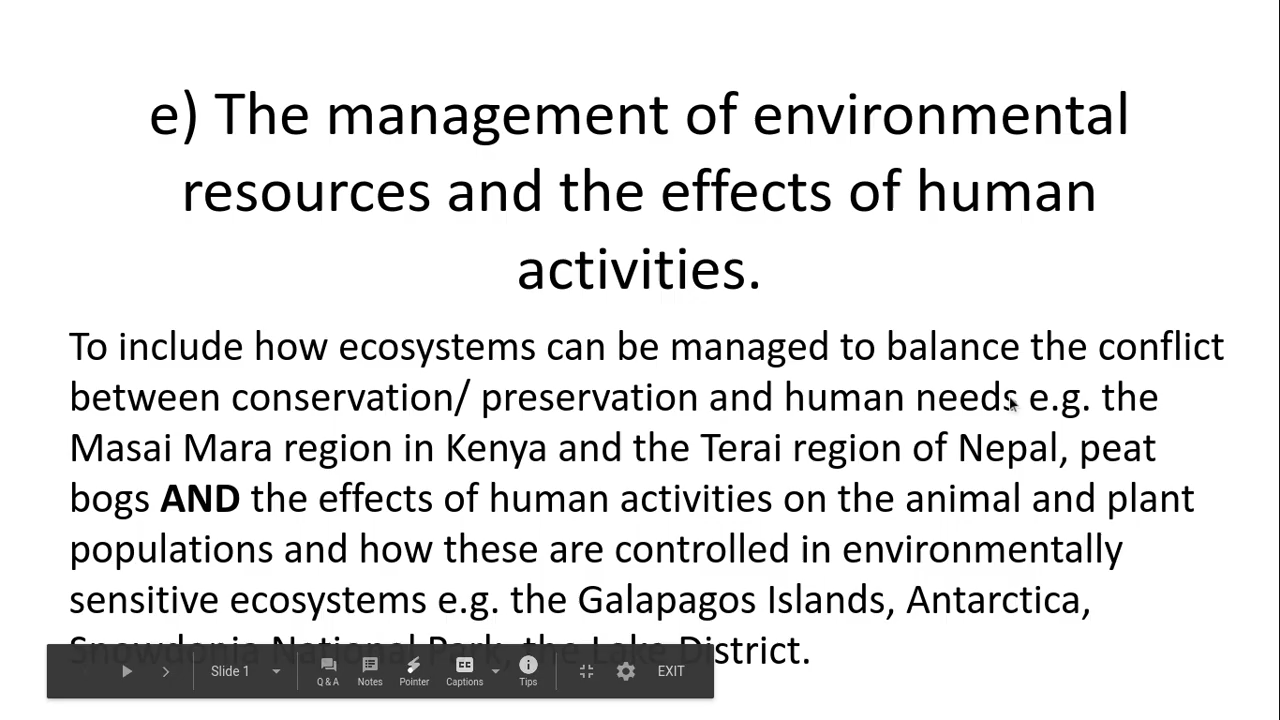 e) The management of environmental
resources and the effects of human
activities.
To include how ecosystems can be managed to balance the conflict
between conservation/ preservation and human needs e.g. the
Masai Mara region in Kenya and the Terai region of Nepal, peat
bogs AND the effects of human activities on the animal and plant
populations and how these are controlled in environmentally
sensitive ecosystems e.g. the Galapagos Islands, Antarctica,
Snowdonia National Park, the Lake District.
Slide 1
Q & A
Notes
Pointer
Captions
Tips
EXIT